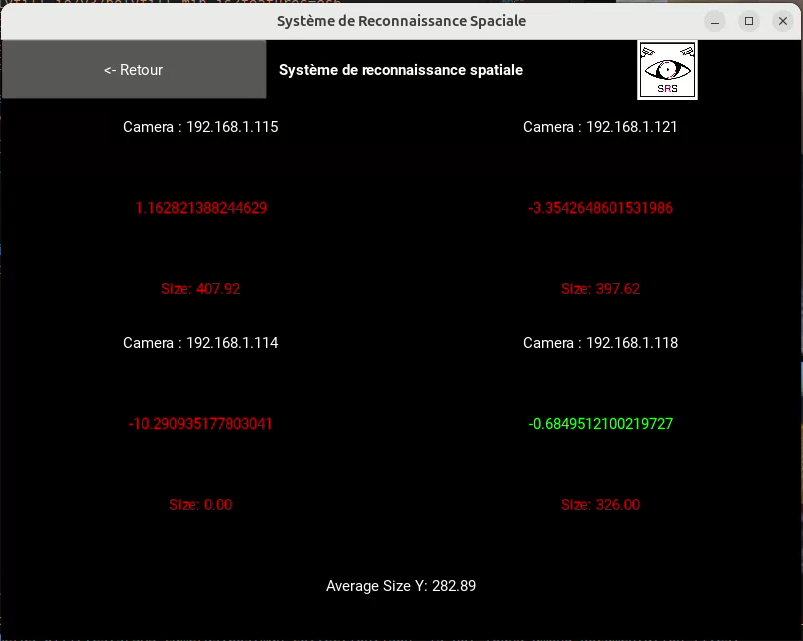 Système de Reconnaissance Spaciale
<- Retour
Système de reconnaissance spatiale
SRS
Camera : 192.168.1.115
Camera : 192.168.1.121
1.162821388244629
-3.3542648601531986
Size: 407.92
Size: 397.62
Camera : 192.168.1.114
Camera : 192.168.1.118
-10.290935177803041
-0.6849512100219727
Size: 0.00
Size: 326.00
Average Size Y: 282.89